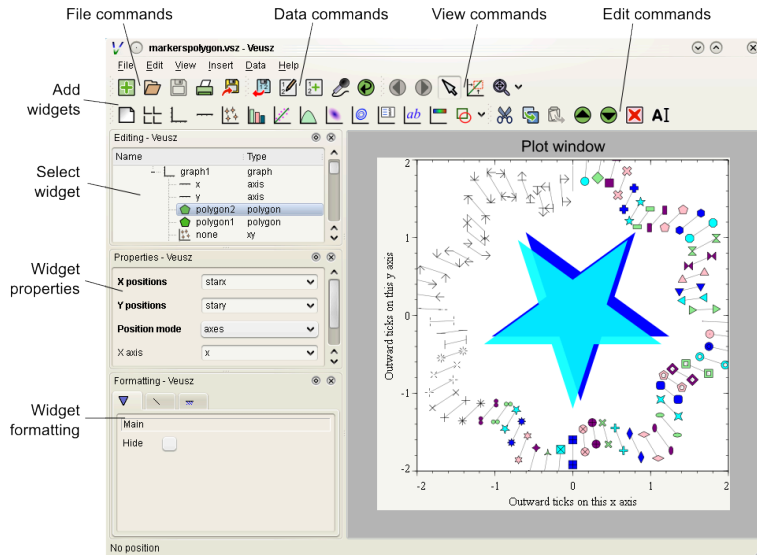 File commands
Data commands
View commands
Edit commands
markerspolygon.vsz - Veusz
File Edit View Insert Data Help
Add
widgets
ab
AI
Editing - Veusz
Name Type
graph1 graph
x axis
y axis
polygon2 polygon
polygon1 polygon
none xy
Select
widget
Properties - Veusz
X positions starx
Y positions stary
Position mode axes
X axis x
Widget
properties
Formatting - Veusz
Main
Hide
Widget
formatting
No position
Plot window
2
1
0
-1
-2
Outward ticks on this y axis
-2 -1 0 1 2
Outward ticks on this x axis